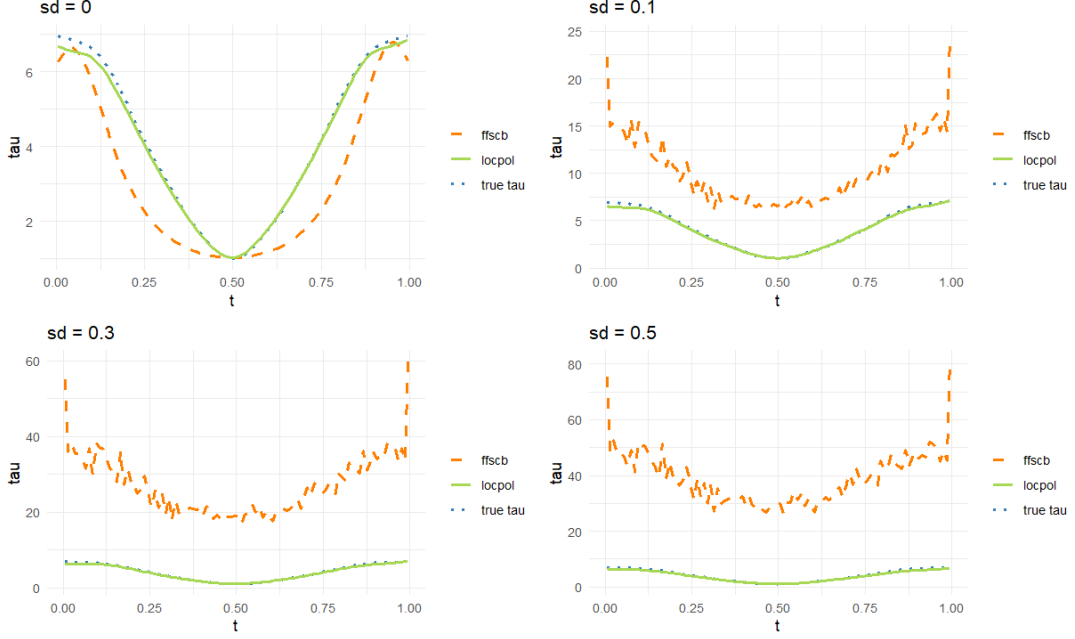 sd = 0
tau
6
4
2
0.00 0.25 0.50 0.75 1.00
t
ffscb
locpol
true tau
sd = 0.1
tau
25
20
15
10
5
0
0.00 0.25 0.50 0.75 1.00
t
ffscb
locpol
true tau
sd = 0.3
tau
60
40
20
0
0.00 0.25 0.50 0.75 1.00
t
ffscb
locpol
true tau
sd = 0.5
tau
80
60
40
20
0
0.00 0.25 0.50 0.75 1.00
t
ffscb
locpol
true tau